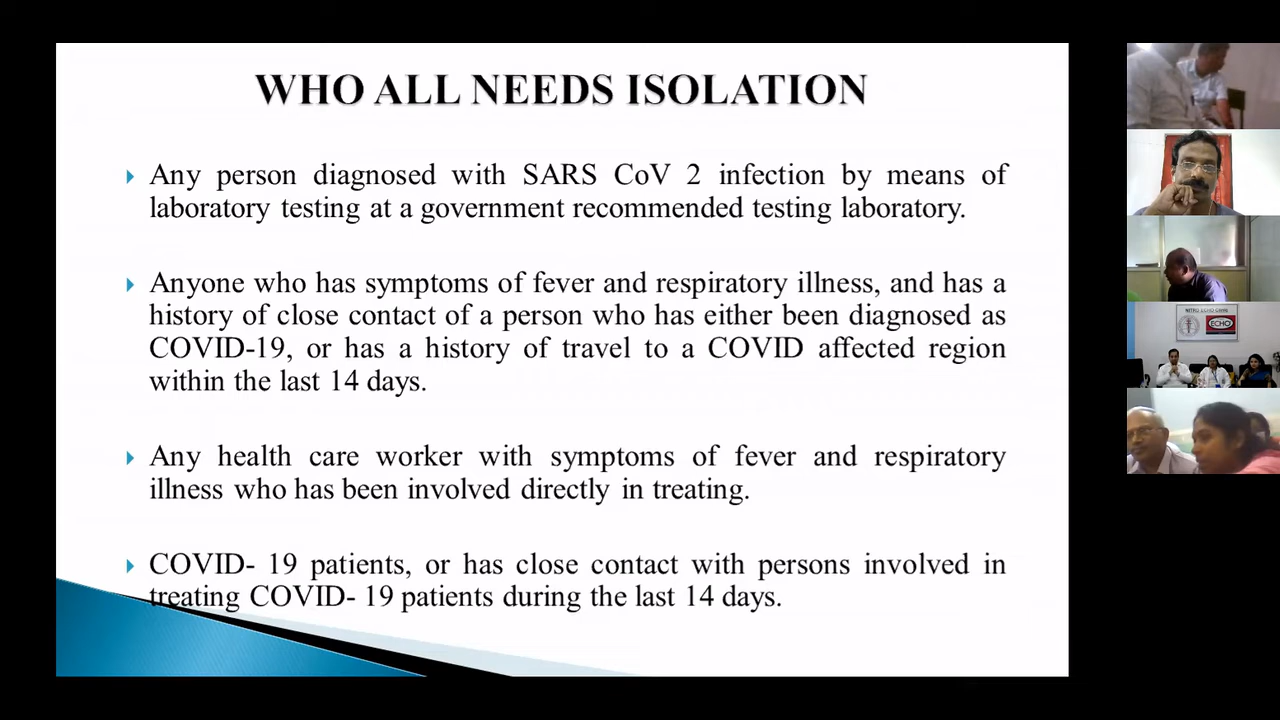 WHO ALL NEEDS ISOLATION
Any person diagnosed with SARS CoV 2 infection by means of
laboratory testing at a government recommended testing laboratory.
Anyone who has symptoms of fever and respiratory illness, and has a
history of close contact of a person who has either been diagnosed as
COVID-19, or has a history of travel to a COVID affected region
within the last 14 days.
Any health care worker with symptoms of fever and respiratory
illness who has been involved directly in treating.
COVID- 19 patients, or has close contact with persons involved in
treating COVID- 19 patients during the last 14 days.
ECHO